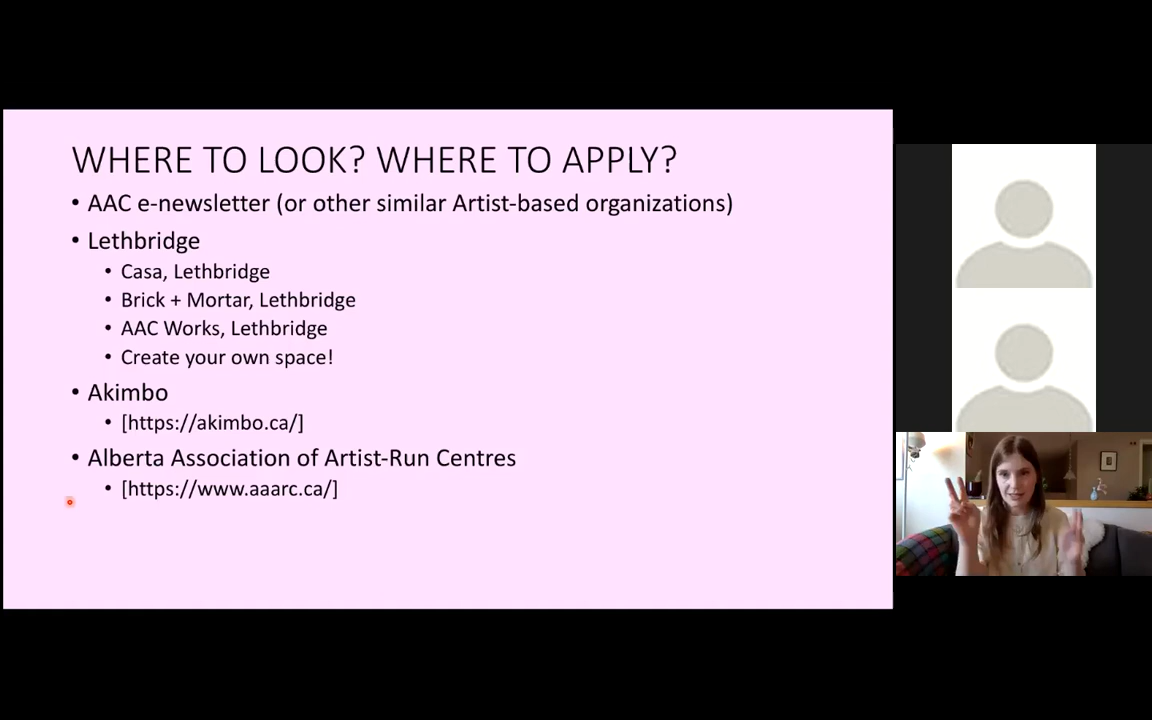 WHERE TO LOOK? WHERE TO APPLY?
• AAC e-newsletter (or other similar Artist-based organizations)
• Lethbridge
• Casa, Lethbridge
• Brick + Mortar, Lethbridge
• AAC Works, Lethbridge
• Create your own space!
• Akimbo
• [https://akimbo.ca/]
• Alberta Association of Artist-Run Centres
• [https://www.aaarc.ca/]